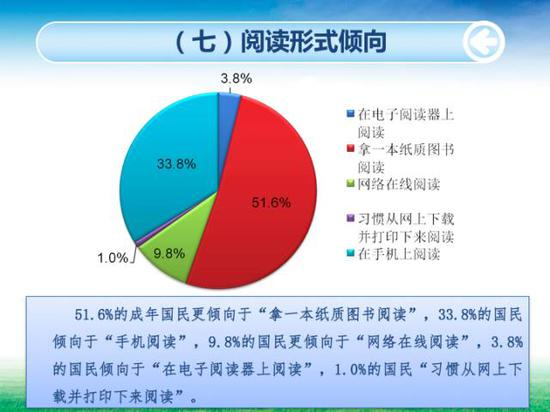 （七）阅读形式倾向
3.8%
51.6%
9.8%
1.0%
33.8%
在电子阅读器上
阅读
拿一本纸质图书
阅读
网络在线阅读
习惯从网上下载
并打印下来阅读
在手机上阅读
51.6%的成年国民更倾向于“拿一本纸质图书阅读”，33.8%的国民
倾向于“手机阅读”，9.8%的国民更倾向于“网络在线阅读”，3.8%
的国民倾向于“在电子阅读器上阅读”，1.0%的国民“习惯从网上下
载并打印下来阅读”。